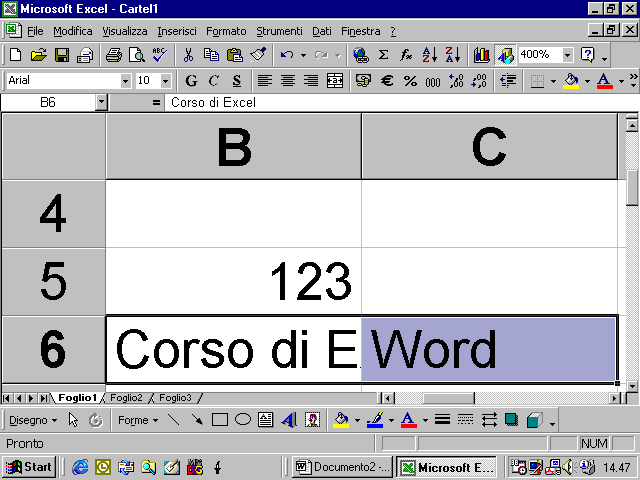 Microsoft Excel - Cartel1
File Modifica Visualizza Inserisci Formato Strumenti Dati Finestra ?
Σ fx 400% ?
Arial 10 G C S € % 000
B6 = Corso di Excel
B C
4
5 123
6 Corso di E Word
Foglio1 Foglio2 Foglio3
Disegno Forme
Pronto NUM
Start Documento2 -... Microsoft E... 14.47